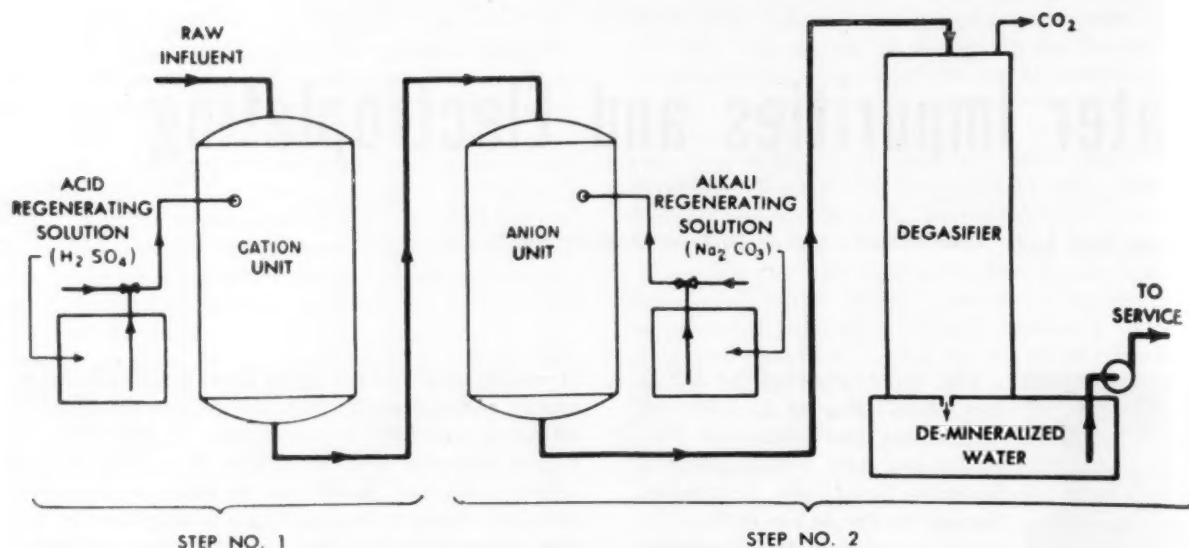 RAW
INFLUENT
CO2
ACID
REGENERATING
SOLUTION
(H2 SO4)
CATION
UNIT
ANION
UNIT
ALKALI
REGENERATING
SOLUTION
(Na2 CO3)
DEGASIFIER
TO
SERVICE
DE-MINERALIZED
WATER
STEP NO. 1
STEP NO. 2